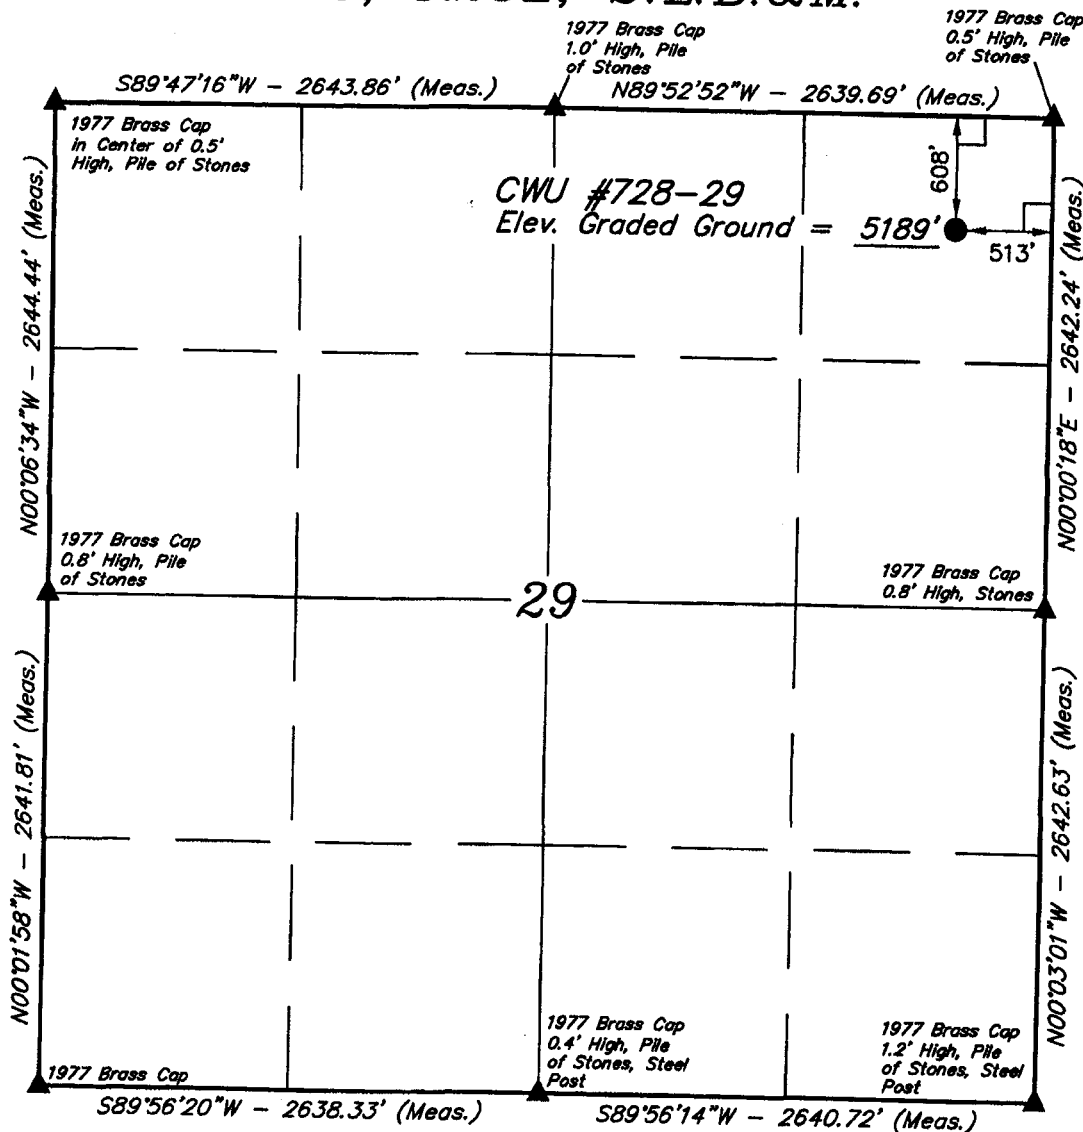 S.L.B.&M.
1977 Brass Cap
1.0' High, Pile
of Stones
1977 Brass Cap
0.5' High, Pile
of Stones
S89°47'16"W - 2643.86' (Meas.)
N89°52'52"W - 2639.69' (Meas.)
1977 Brass Cap
in Center of 0.5'
High, Pile of Stones
608'
CWU #728-29
Elev. Graded Ground = 5189'
513'
N00°06'34"W - 2644.44' (Meas.)
N00°00'18"E - 2642.24' (Meas.)
1977 Brass Cap
0.8' High, Pile
of Stones
1977 Brass Cap
0.8' High, Stones
29
N00°01'58"W - 2641.81' (Meas.)
N00°03'01"W - 2642.63' (Meas.)
1977 Brass Cap
1977 Brass Cap
0.4' High, Pile
of Stones, Steel
Post
1977 Brass Cap
1.2' High, Pile
of Stones, Steel
Post
S89°56'20"W - 2638.33' (Meas.)
S89°56'14"W - 2640.72' (Meas.)